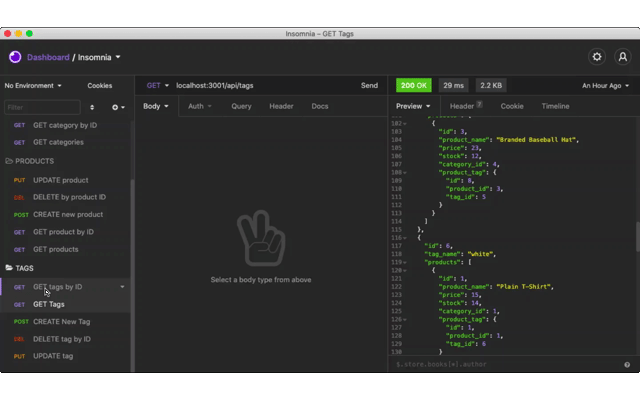 Insomnia – GET Tags
Dashboard / Insomnia
No Environment
Cookies
GET
localhost:3001/api/tags
Send
200 OK
29 ms
2.2 KB
An Hour Ago
Filter
Body
Auth
Query
Header
Docs
Preview
Header 7
Cookie
Timeline
GET GET category by ID
GET GET categories
PRODUCTS
PUT UPDATE product
DEL DELETE by product ID
POST CREATE new product
GET GET product by ID
GET GET products
TAGS
GET GET tags by ID
GET GET Tags
POST CREATE New Tag
DEL DELETE tag by ID
PUT UPDATE tag
Select a body type from above
102 {
103 "id": 3,
104 "product_name": "Branded Baseball Hat",
105 "price": 23,
106 "stock": 12,
107 "category_id": 4,
108 "product_tag": {
109 "id": 8,
110 "product_id": 3,
111 "tag_id": 5
112 }
113 }
114 ]
115 },
116 {
117 "id": 6,
118 "tag_name": "white",
119 "products": [
120 {
121 "id": 1,
122 "product_name": "Plain T-Shirt",
123 "price": 15,
124 "stock": 14,
125 "category_id": 1,
126 "product_tag": {
127 "id": 1,
128 "product_id": 1,
129 "tag_id": 6
130 }
$.store.books[*].author